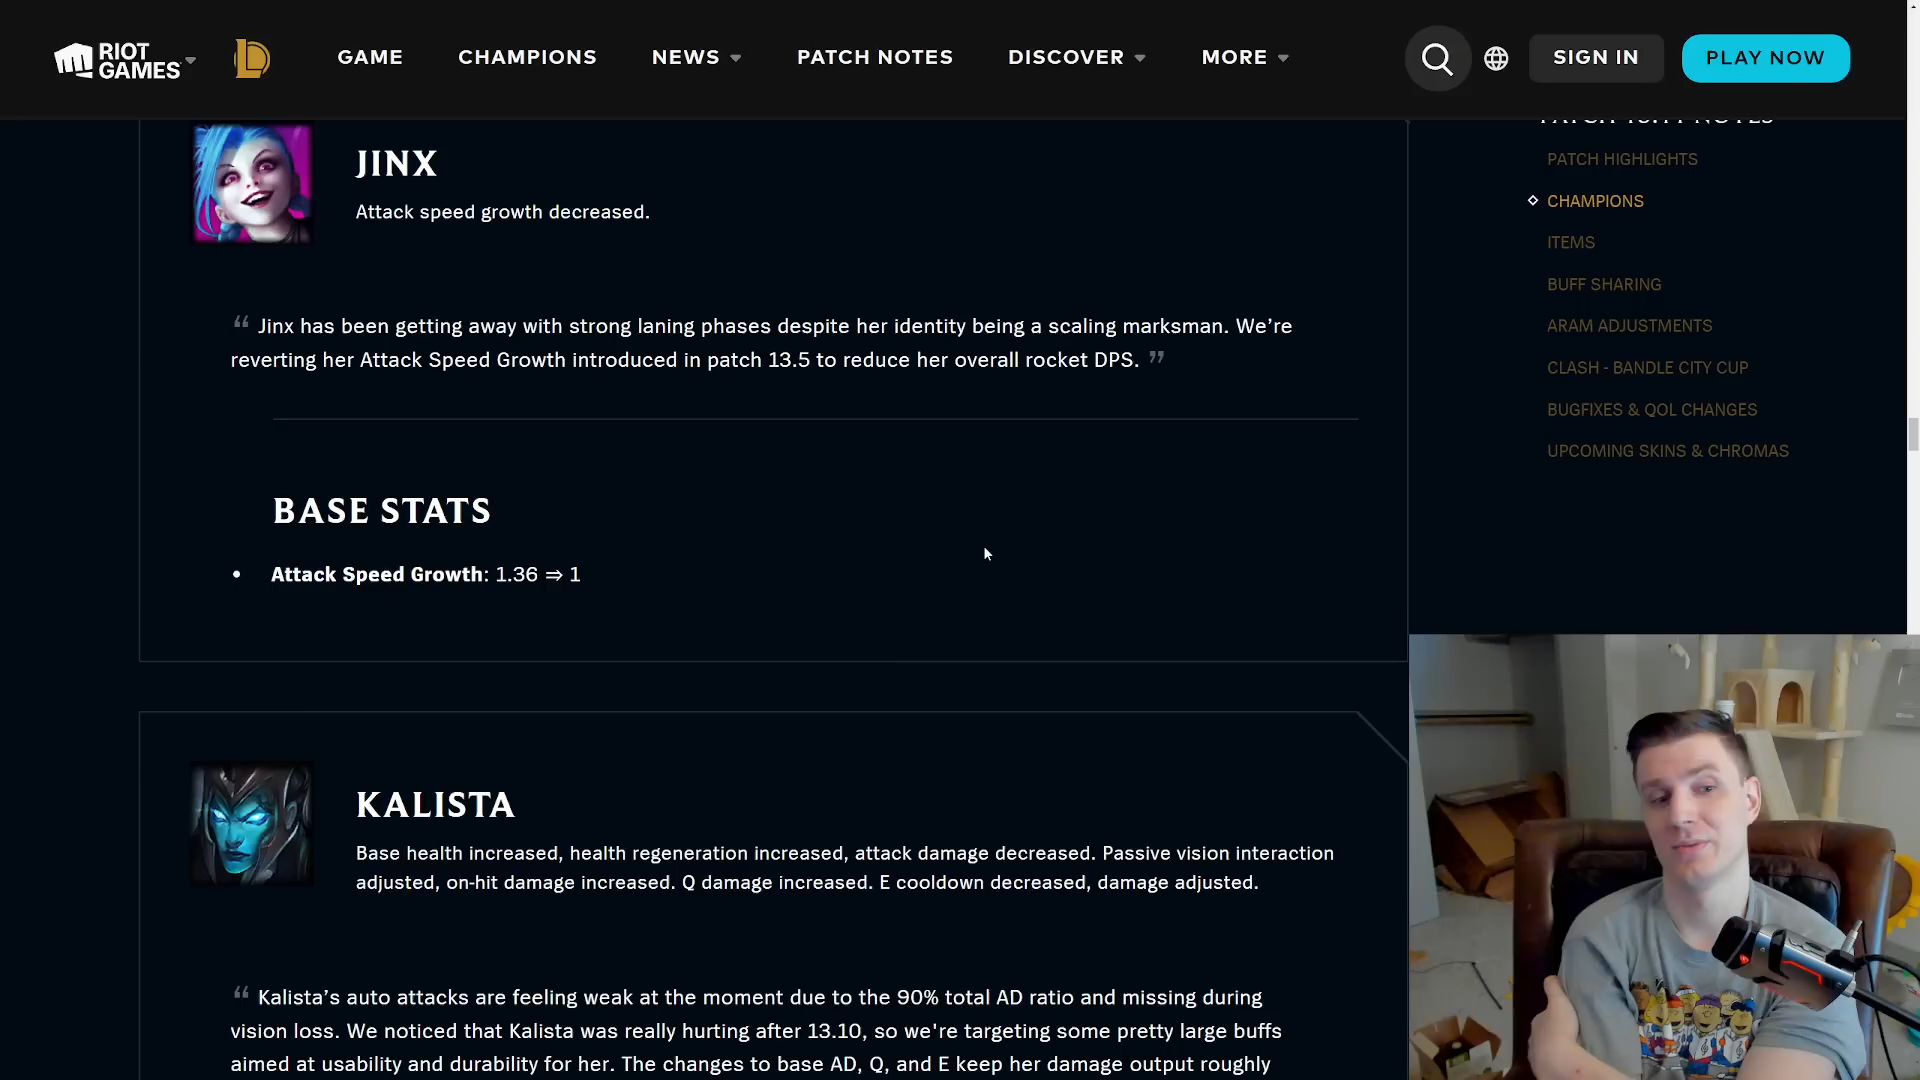 RIOT GAMES
GAME
CHAMPIONS
NEWS
PATCH NOTES
DISCOVER
MORE
SIGN IN
PLAY NOW
JINX
Attack speed growth decreased.
“ Jinx has been getting away with strong laning phases despite her identity being a scaling marksman. We’re
reverting her Attack Speed Growth introduced in patch 13.5 to reduce her overall rocket DPS. ”
BASE STATS
• Attack Speed Growth: 1.36 ⇒ 1
KALISTA
Base health increased, health regeneration increased, attack damage decreased. Passive vision interaction
adjusted, on-hit damage increased. Q damage increased. E cooldown decreased, damage adjusted.
“ Kalista’s auto attacks are feeling weak at the moment due to the 90% total AD ratio and missing during
vision loss. We noticed that Kalista was really hurting after 13.10, so we're targeting some pretty large buffs
aimed at usability and durability for her. The changes to base AD, Q, and E keep her damage output roughly
PATCH HIGHLIGHTS
CHAMPIONS
ITEMS
BUFF SHARING
ARAM ADJUSTMENTS
CLASH - BANDLE CITY CUP
BUGFIXES & QOL CHANGES
UPCOMING SKINS & CHROMAS